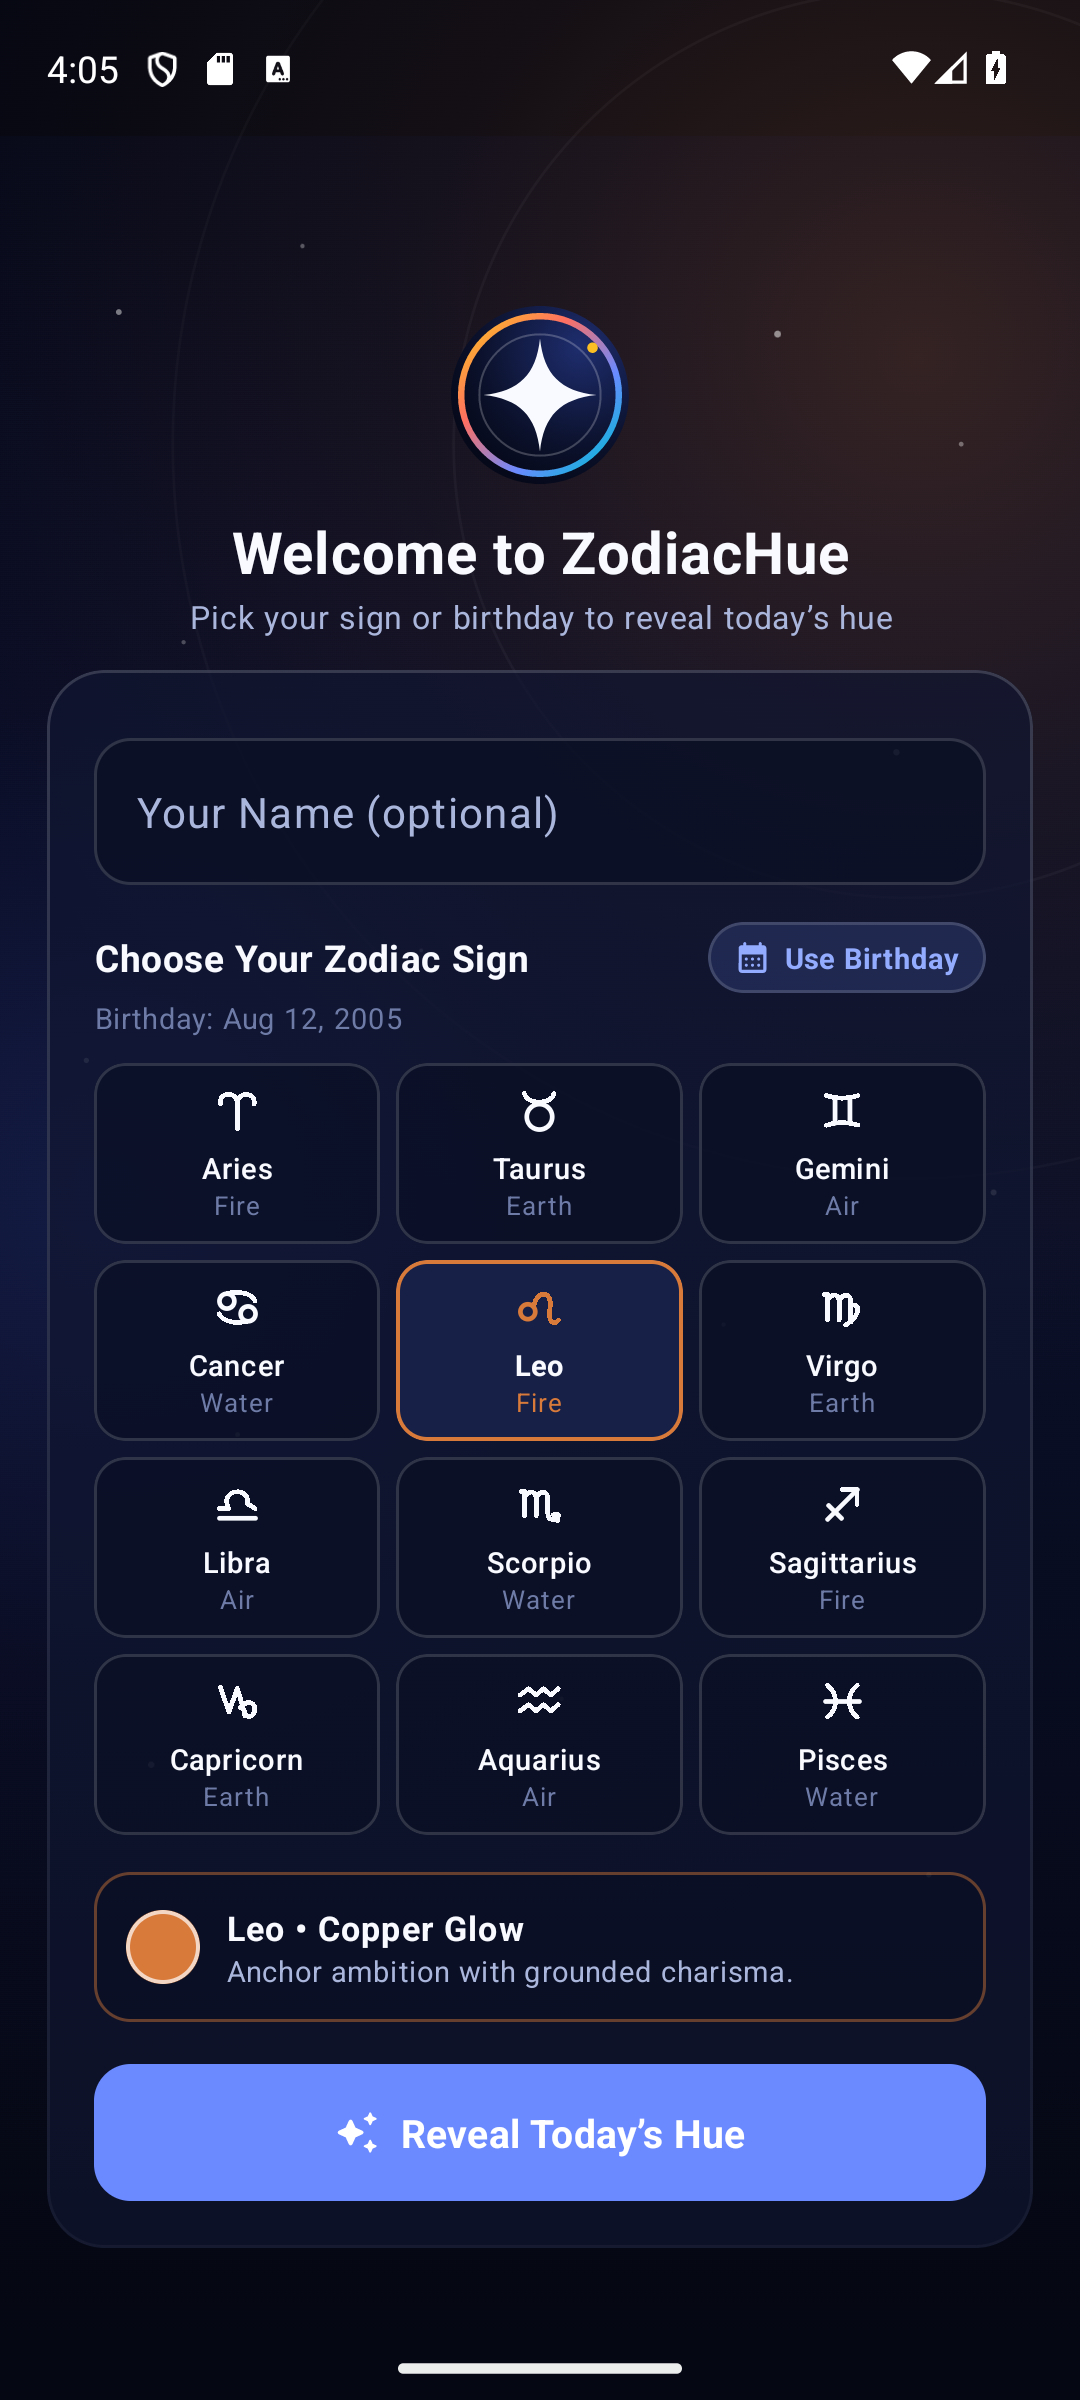 4:05
Welcome to ZodiacHue
Pick your sign or birthday to reveal today’s hue
Your Name (optional)
Choose Your Zodiac Sign
Use Birthday
Birthday: Aug 12, 2005
Aries
Fire
Taurus
Earth
Gemini
Air
Cancer
Water
Leo
Fire
Virgo
Earth
Libra
Air
Scorpio
Water
Sagittarius
Fire
Capricorn
Earth
Aquarius
Air
Pisces
Water
Leo • Copper Glow
Anchor ambition with grounded charisma.
Reveal Today’s Hue